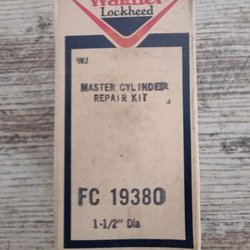 Wagner
Lockheed
WJ
MASTER CYLINDER
REPAIR KIT
FC 19380
1-1/2" Dia